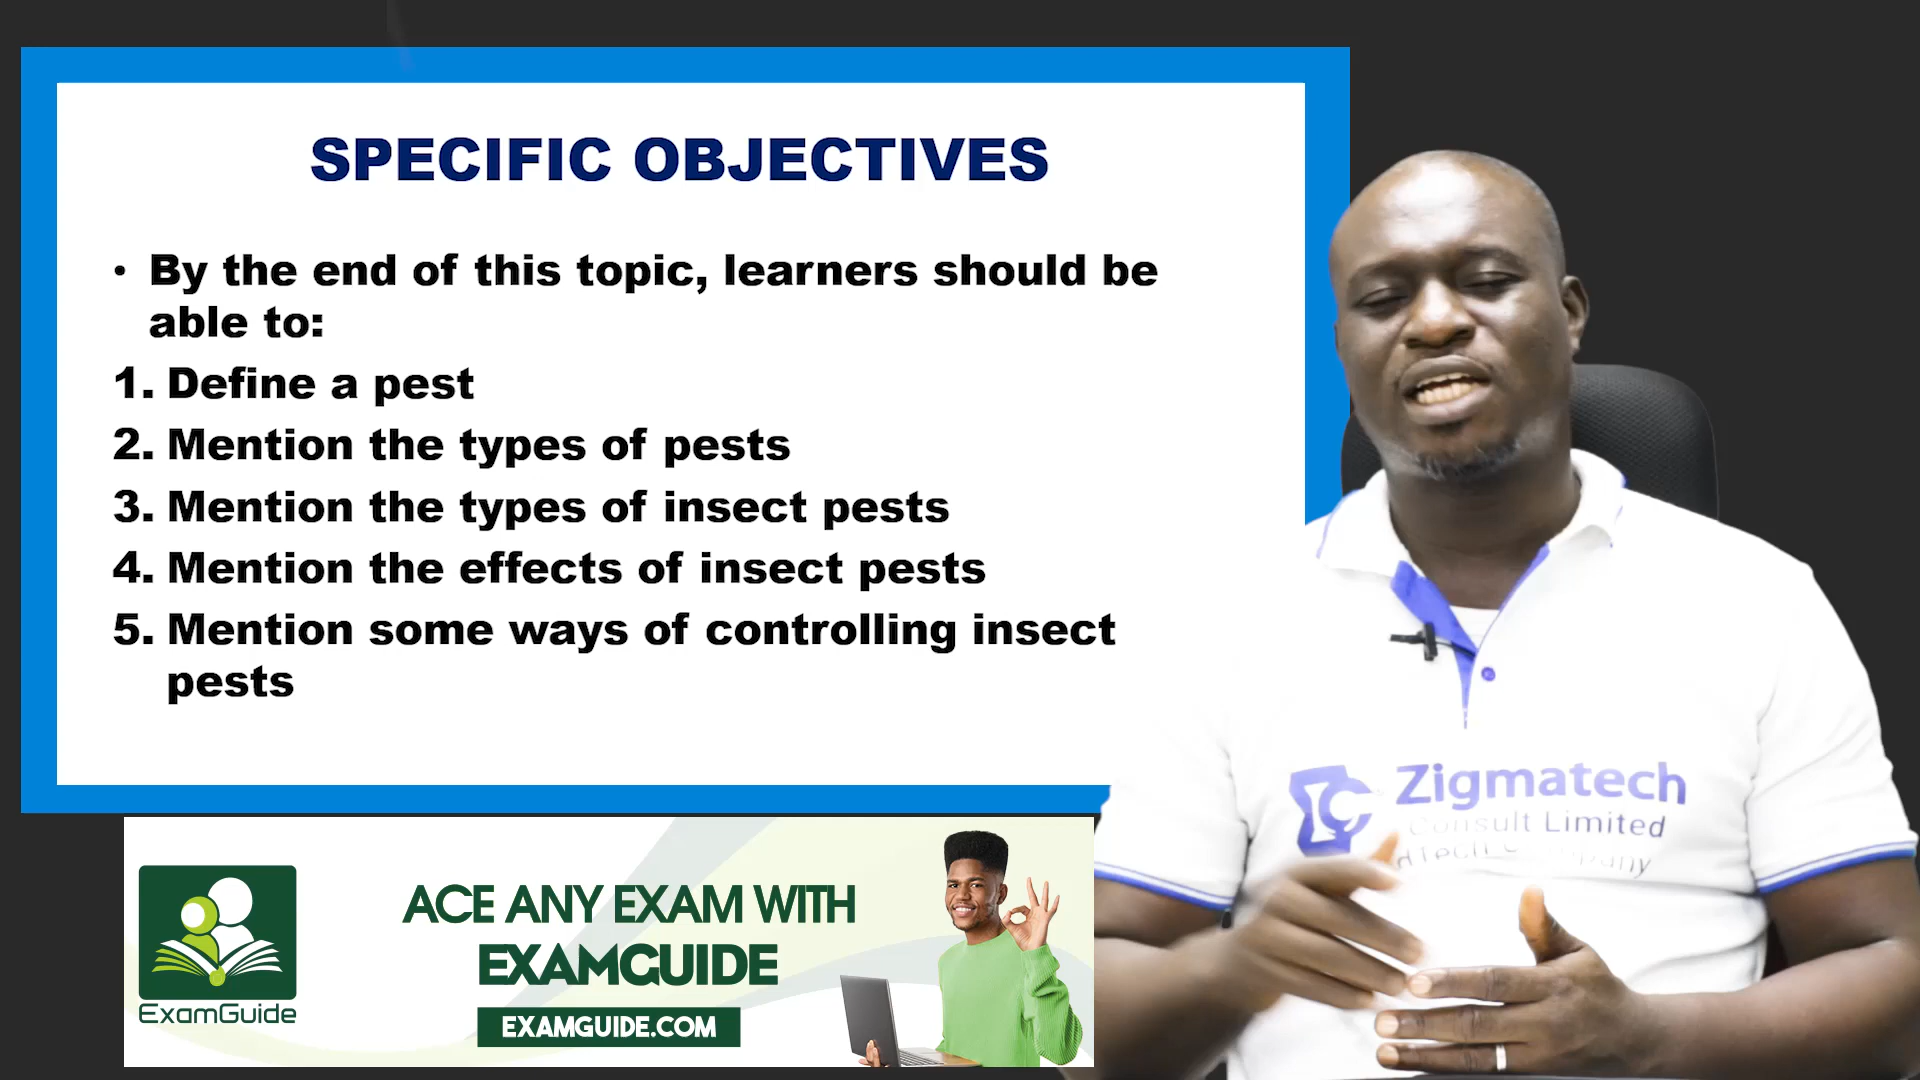 SPECIFIC OBJECTIVES
• By the end of this topic, learners should be
able to:
1. Define a pest
2. Mention the types of pests
3. Mention the types of insect pests
4. Mention the effects of insect pests
5. Mention some ways of controlling insect
pests
Zigmatech
Consult Limited
ExamGuide
ACE ANY EXAM WITH
EXAMGUIDE
EXAMGUIDE.COM